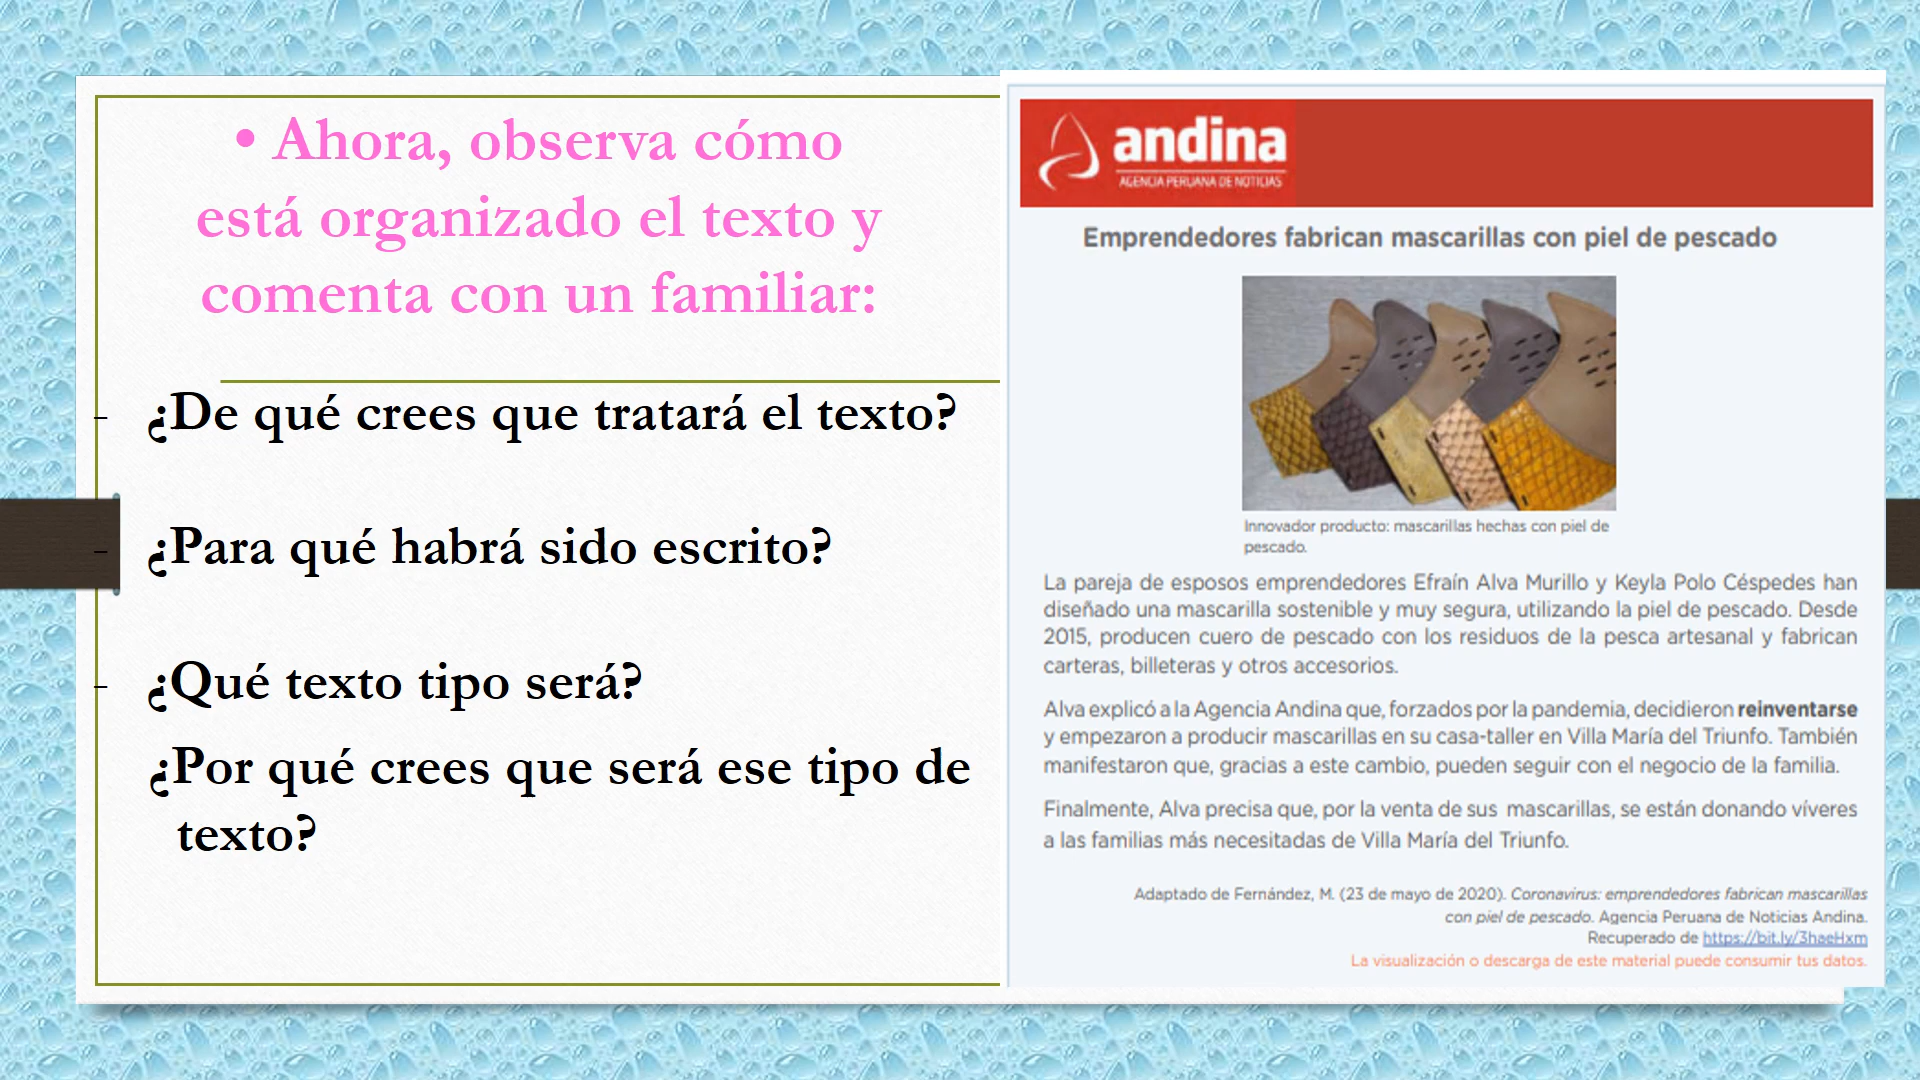 • Ahora, observa cómo
está organizado el texto y
comenta con un familiar:
- ¿De qué crees que tratará el texto?
- ¿Para qué habrá sido escrito?
- ¿Qué texto tipo será?
¿Por qué crees que será ese tipo de
texto?
andina
AGENCIA PERUANA DE NOTICIAS
Emprendedores fabrican mascarillas con piel de pescado
Innovador producto: mascarillas hechas con piel de
pescado.
La pareja de esposos emprendedores Efraín Alva Murillo y Keyla Polo Céspedes han
diseñado una mascarilla sostenible y muy segura, utilizando la piel de pescado. Desde
2015, producen cuero de pescado con los residuos de la pesca artesanal y fabrican
carteras, billeteras y otros accesorios.
Alva explicó a la Agencia Andina que, forzados por la pandemia, decidieron reinventarse
y empezaron a producir mascarillas en su casa-taller en Villa María del Triunfo. También
manifestaron que, gracias a este cambio, pueden seguir con el negocio de la familia.
Finalmente, Alva precisa que, por la venta de sus mascarillas, se están donando víveres
a las familias más necesitadas de Villa María del Triunfo.
Adaptado de Fernández, M. (23 de mayo de 2020). Coronavirus: emprendedores fabrican mascarillas
con piel de pescado. Agencia Peruana de Noticias Andina.
Recuperado de https://bit.ly/3haeHxm
La visualización o descarga de este material puede consumir tus datos.